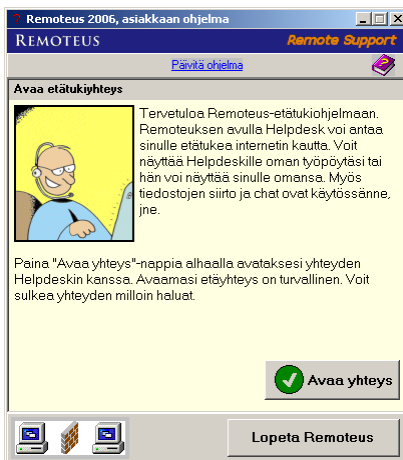 Remoteus 2006, asiakkaan ohjelma
REMOTEUS
Remote Support
Päivitä ohjelma
Avaa etätukiyhteys
Tervetuloa Remoteus-etätukiohjelmaan.
Remoteuksen avulla Helpdesk voi antaa
sinulle etätukea internetin kautta. Voit
näyttää Helpdeskille oman työpöytäsi tai
hän voi näyttää sinulle omansa. Myös
tiedostojen siirto ja chat ovat käytössänne,
jne.
Paina "Avaa yhteys"-nappia alhaalla avataksesi yhteyden
Helpdeskin kanssa. Avaamasi etäyhteys on turvallinen. Voit
sulkea yhteyden milloin haluat.
Avaa yhteys
Lopeta Remoteus